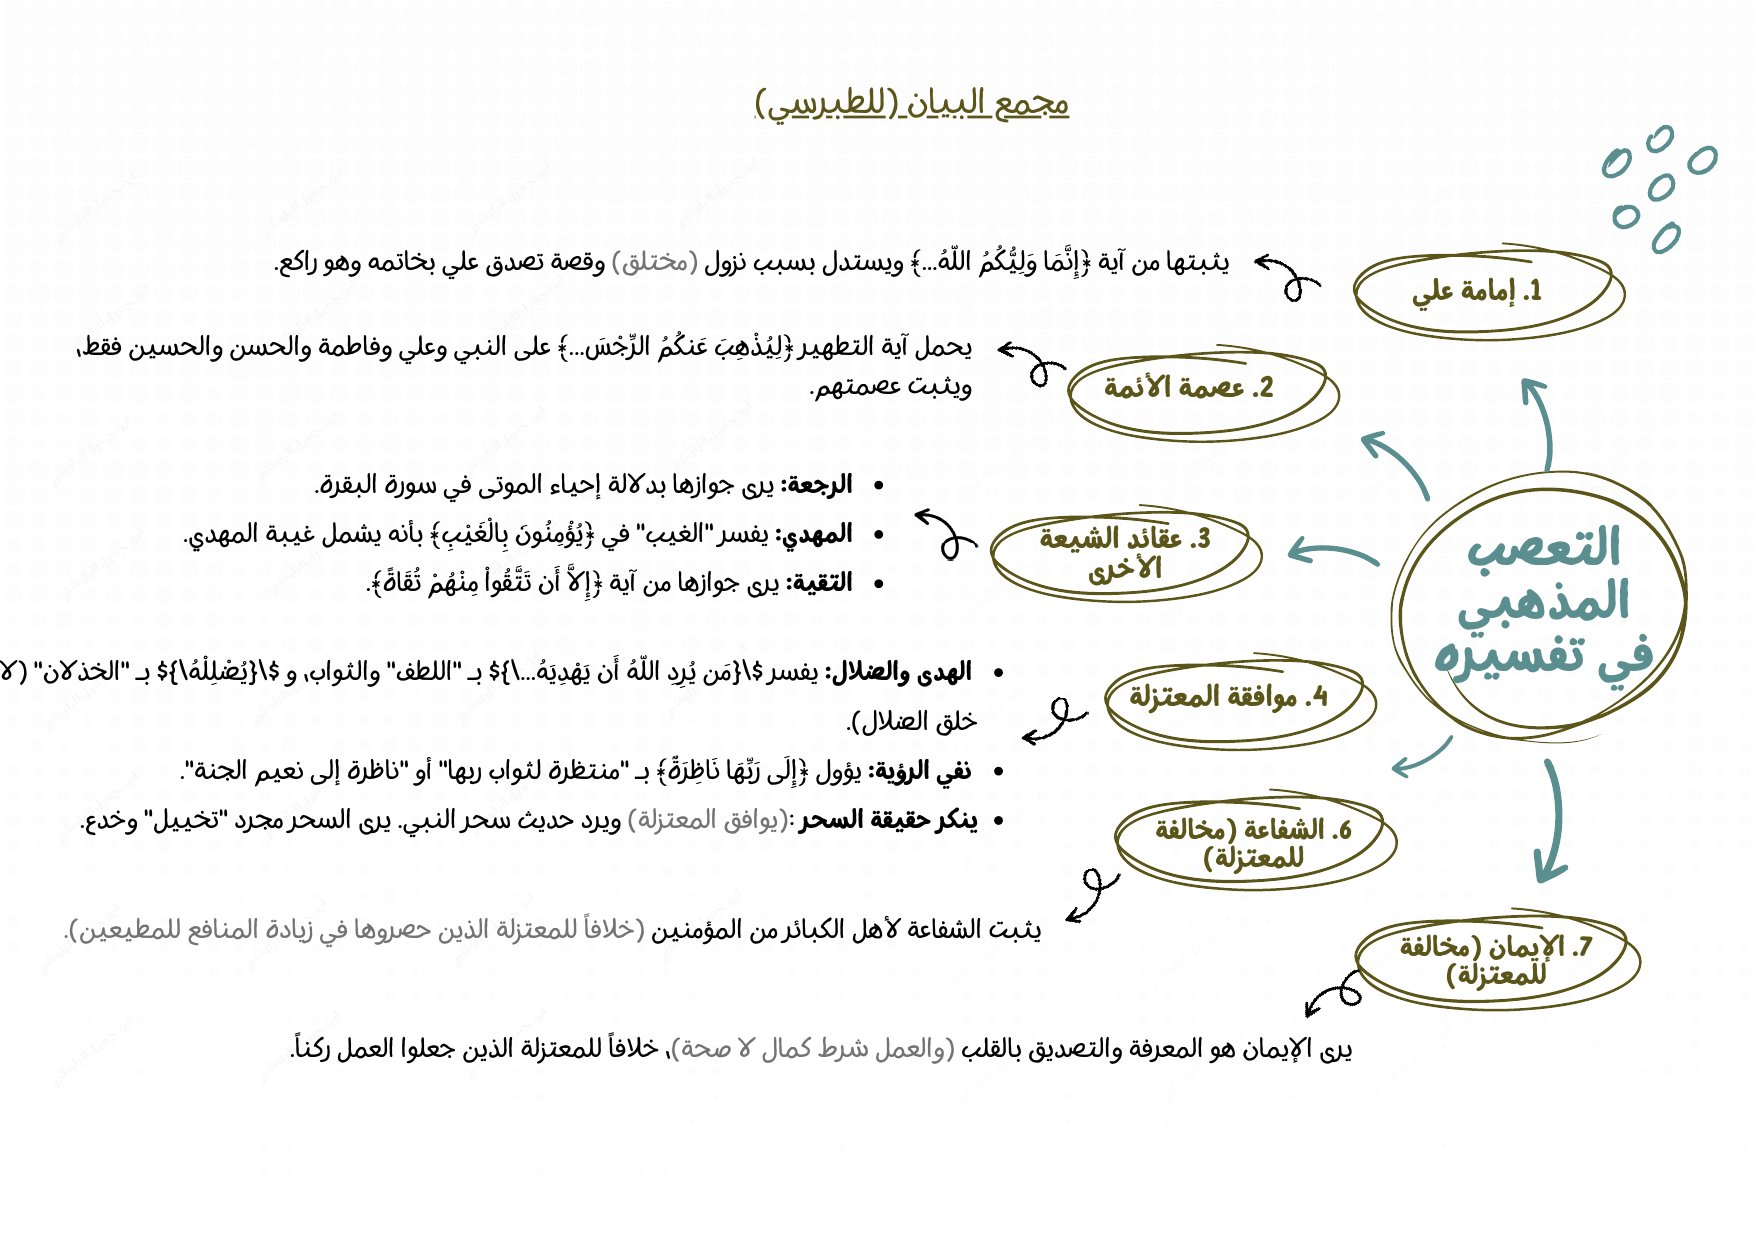 مجمع البيان (للطبرسي)
التعصب
المذهبي
في تفسيره
1. إمامة علي
يثبتها من آية ﴿إِنَّمَا وَلِيُّكُمُ اللّهُ...﴾ ويستدل بسبب نزول (مختلق) وقصة تصدق علي بخاتمه وهو راكع.
2. عصمة الأئمة
يحمل آية التطهير ﴿لِيُذْهِبَ عَنكُمُ الرِّجْسَ...﴾ على النبي وعلي وفاطمة والحسن والحسين فقط،
ويثبت عصمتهم.
3. عقائد الشيعة
الأخرى
• الرجعة: يرى جوازها بدلالة إحياء الموتى في سورة البقرة.
• المهدي: يفسر "الغيب" في ﴿يُؤْمِنُونَ بِالْغَيْبِ﴾ بأنه يشمل غيبة المهدي.
• التقية: يرى جوازها من آية ﴿إِلاَّ أَن تَتَّقُواْ مِنْهُمْ تُقَاةً﴾.
4. موافقة المعتزلة
• الهدى والضلال: يفسر $\{مَن يُرِدِ اللّهُ أَن يَهْدِيَهُ...\}$ بـ "اللطف" والثواب، و $\{يُضْلِلْهُ\}$ بـ "الخذلان" (لا
خلق الضلال).
• نفي الرؤية: يؤول ﴿إِلَى رَبِّهَا نَاظِرَةٌ﴾ بـ "منتظرة لثواب ربها" أو "ناظرة إلى نعيم الجنة".
• ينكر حقيقة السحر :(يوافق المعتزلة) ويرد حديث سحر النبي. يرى السحر مجرد "تخييل" وخدع.
6. الشفاعة (مخالفة
للمعتزلة)
يثبت الشفاعة لأهل الكبائر من المؤمنين (خلافاً للمعتزلة الذين حصروها في زيادة المنافع للمطيعين).
7. الإيمان (مخالفة
للمعتزلة)
يرى الإيمان هو المعرفة والتصديق بالقلب (والعمل شرط كمال لا صحة)، خلافاً للمعتزلة الذين جعلوا العمل ركناً.